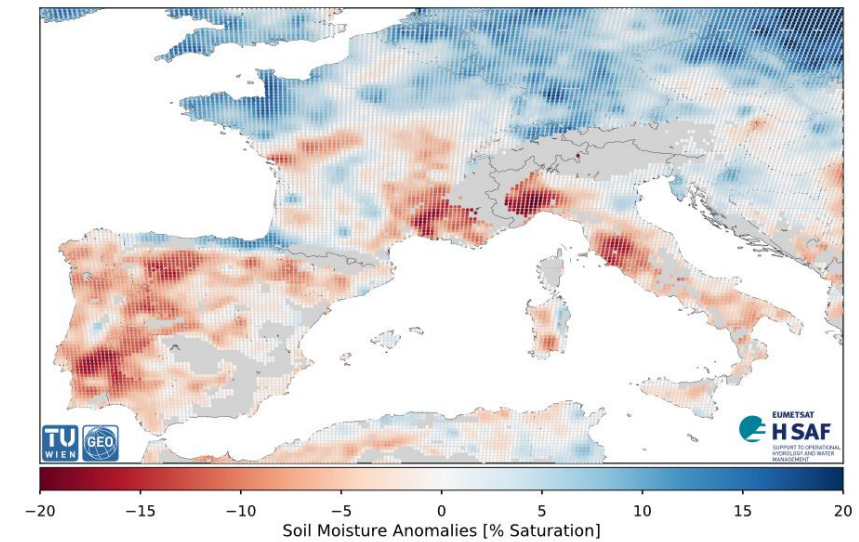 TU
WIEN
GEO
EUMETSAT
H SAF
SUPPORT TO OPERATIONAL
HYDROLOGY AND WATER
MANAGEMENT
−20 −15 −10 −5 0 5 10 15 20
Soil Moisture Anomalies [% Saturation]